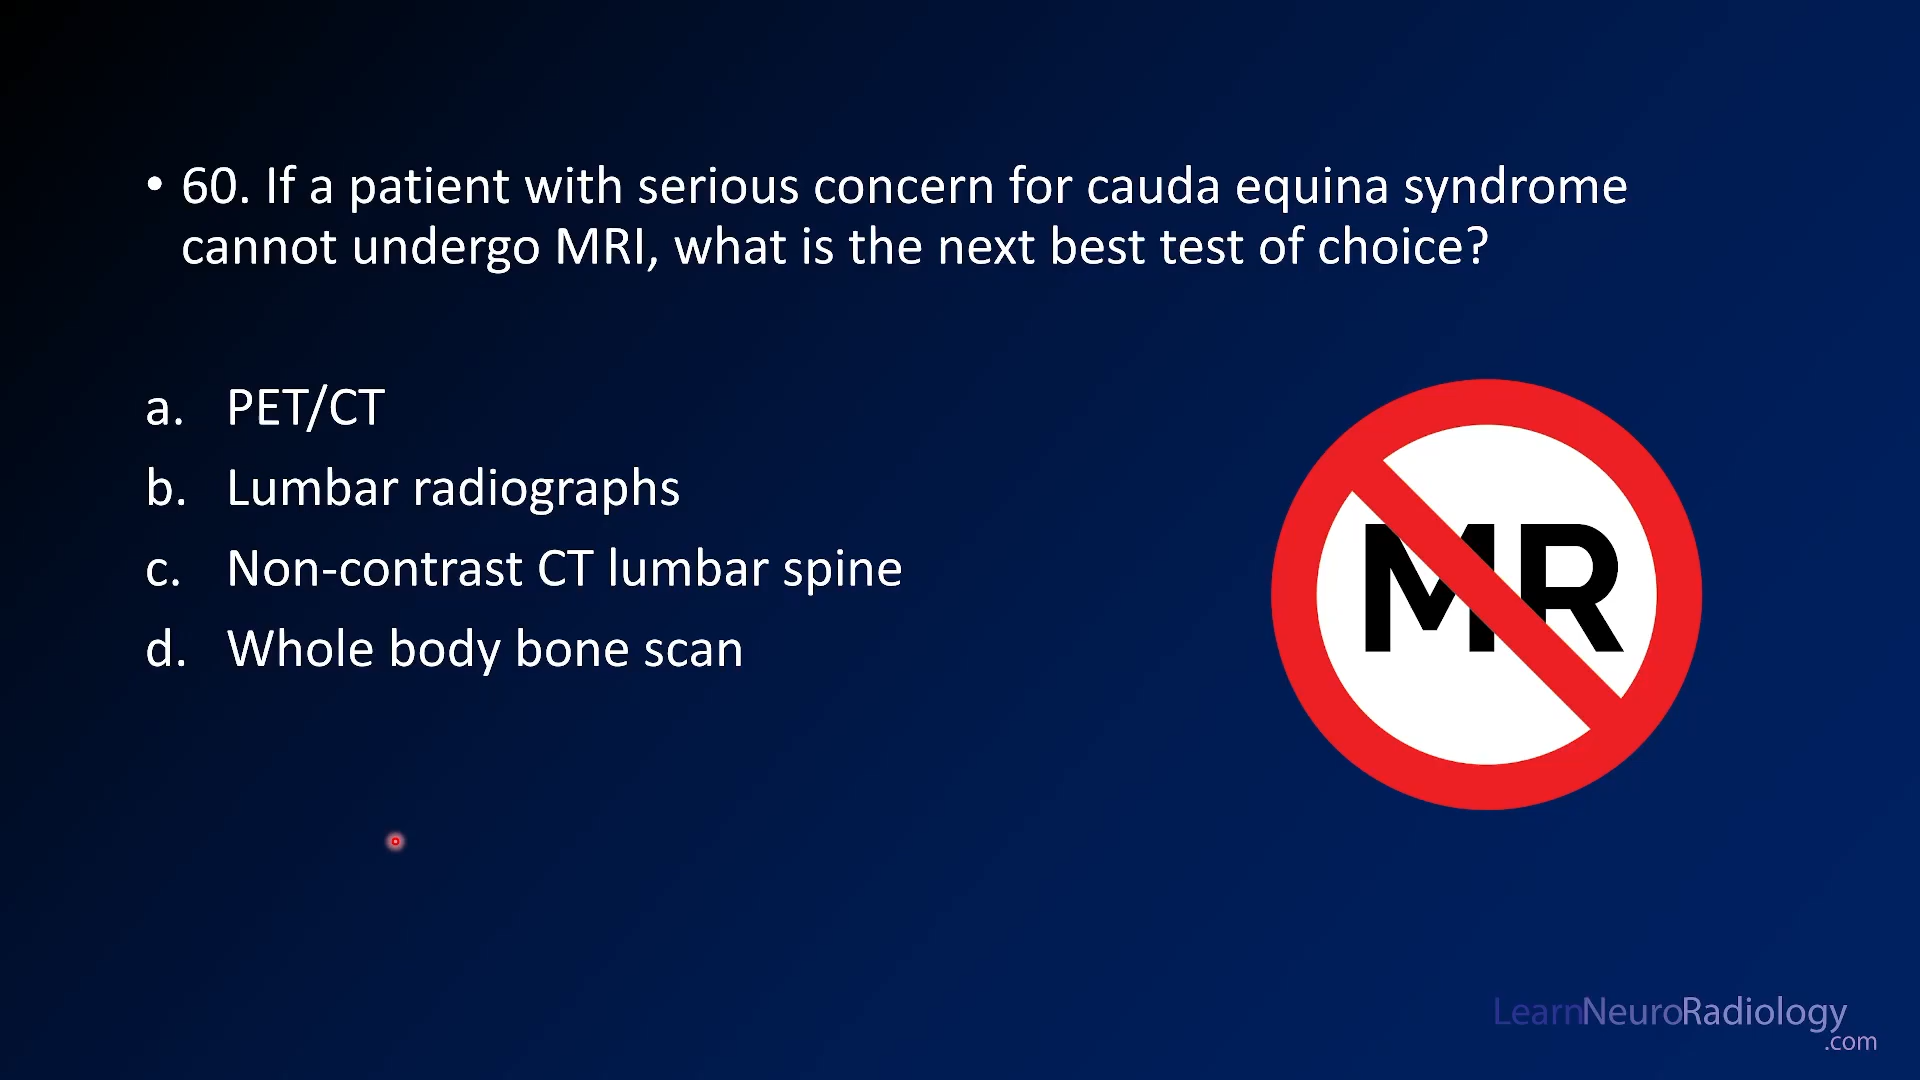 • 60. If a patient with serious concern for cauda equina syndrome
cannot undergo MRI, what is the next best test of choice?
a. PET/CT
b. Lumbar radiographs
c. Non-contrast CT lumbar spine
d. Whole body bone scan
MR
LearnNeuroRadiology
.com